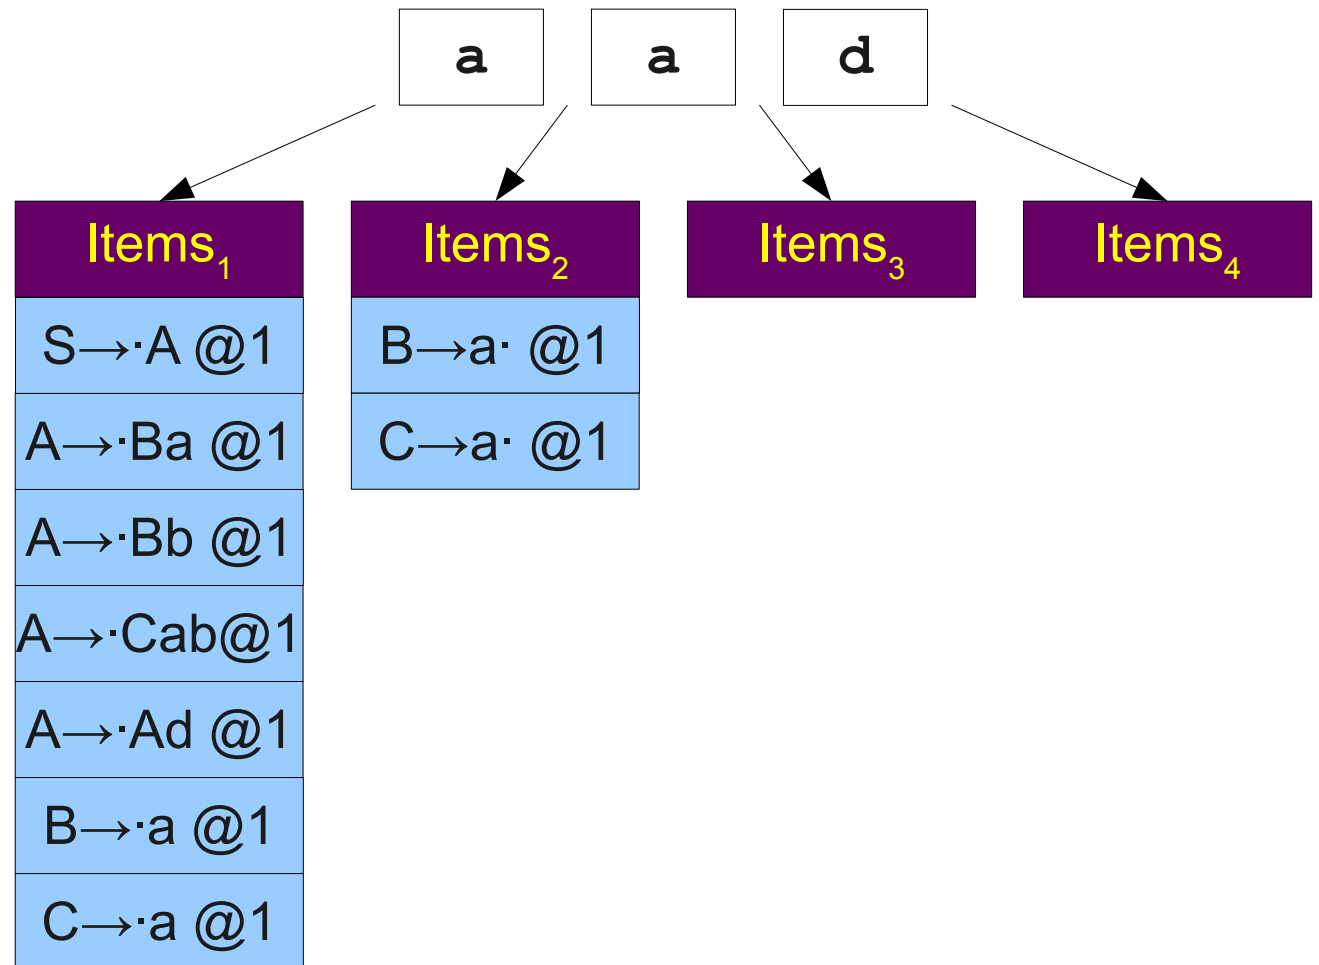 a a d
Items₁ Items₂ Items₃ Items₄
S→·A @1 B→a· @1
A→·Ba @1 C→a· @1
A→·Bb @1
A→·Cab@1
A→·Ad @1
B→·a @1
C→·a @1